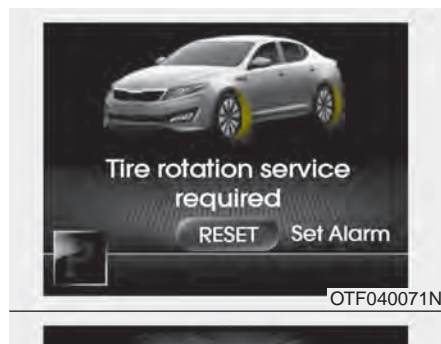 Tire rotation service
required
RESET Set Alarm
OTF040071N